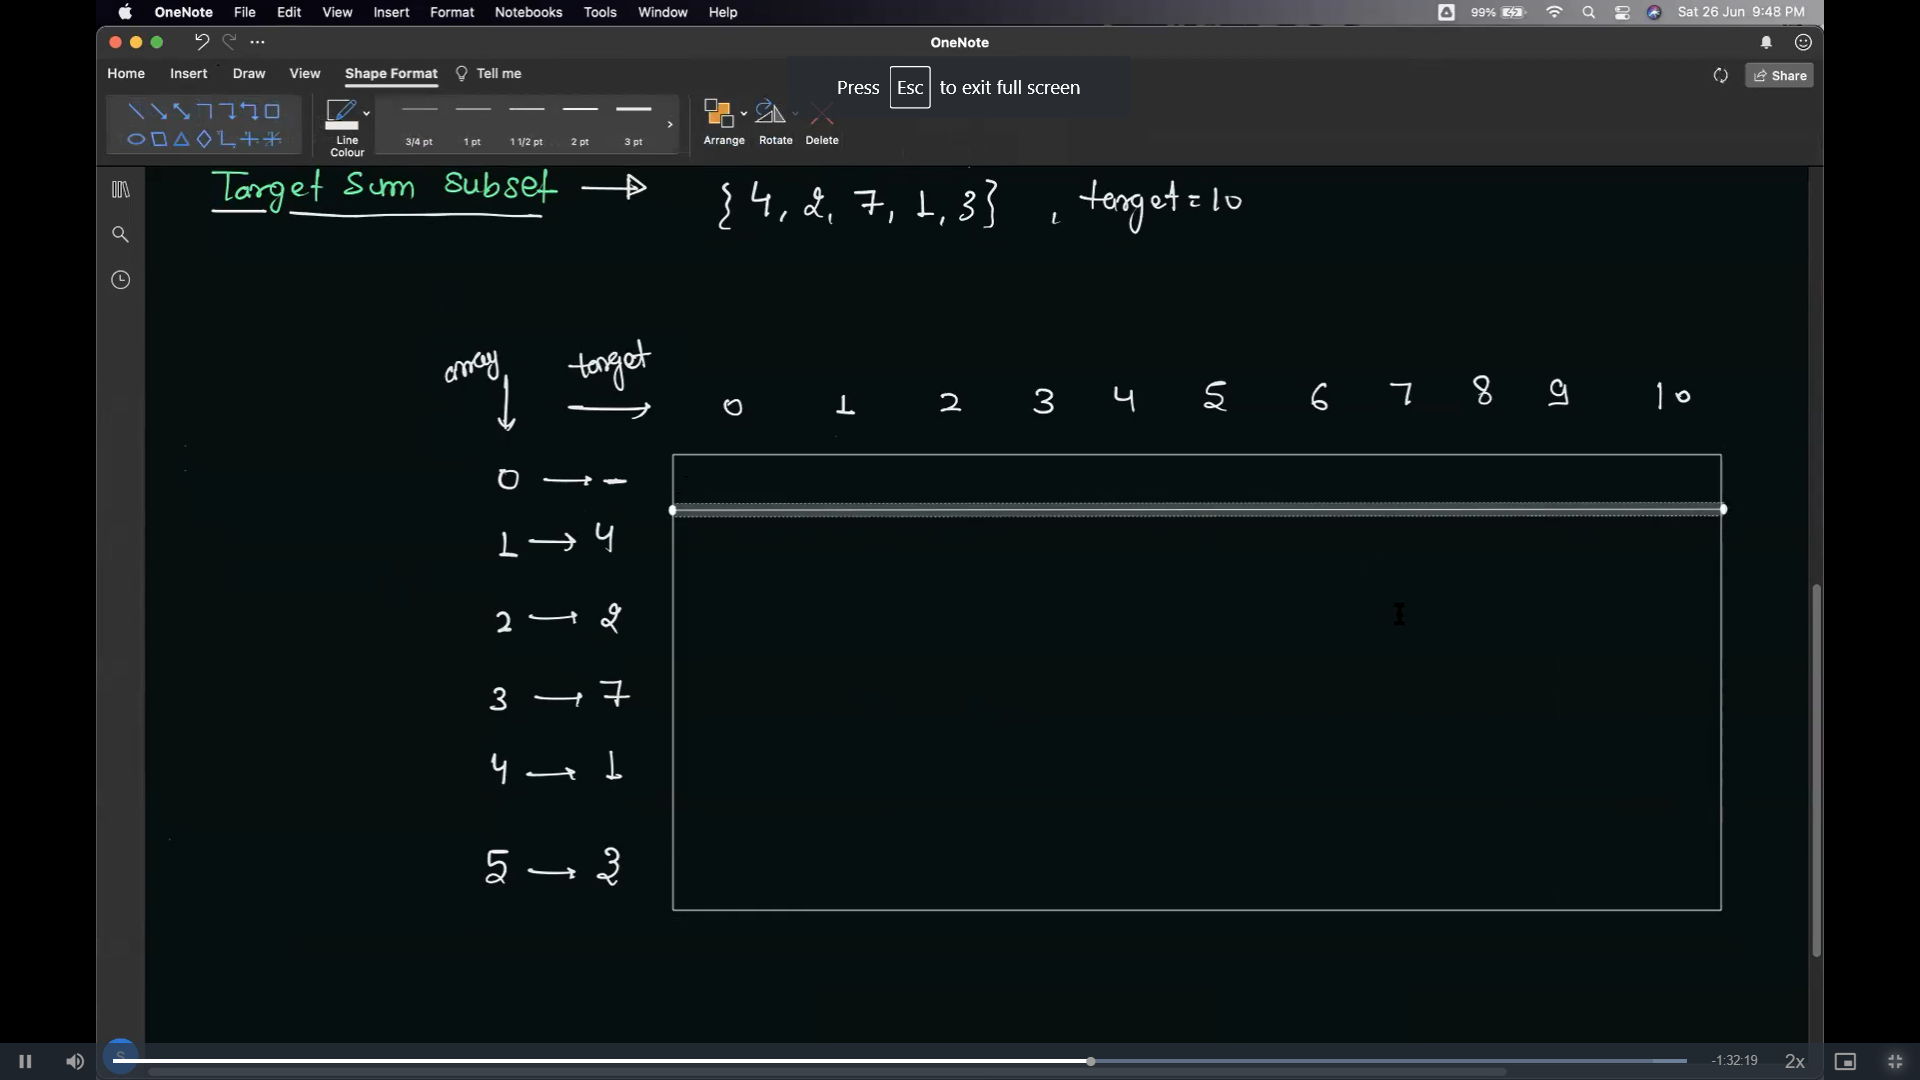 OneNote File Edit View Insert Format Notebooks Tools Window Help 99% Sat 26 Jun 9:48 PM
OneNote
Home Insert Draw View Shape Format Tell me Share
Press Esc to exit full screen
3/4 pt 1 pt 1 1/2 pt 2 pt 3 pt
Line Colour Arrange Rotate Delete
Target Sum Subset → {4, 2, 7, 1, 3} , target = 10
array target →
0 1 2 3 4 5 6 7 8 9 10
0 → -
1 → 4
2 → 2
3 → 7
4 → 1
5 → 3
S -1:32:19 2x